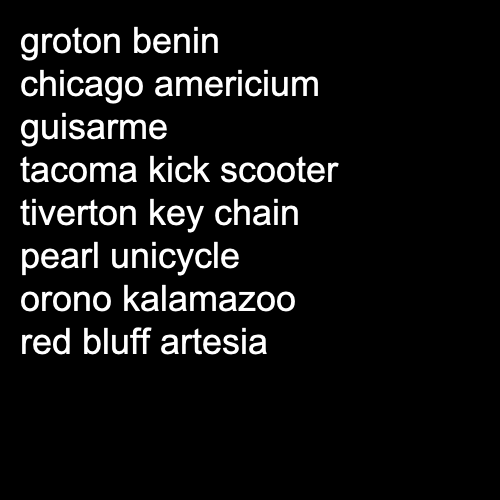 groton benin
chicago americium
guisarme
tacoma kick scooter
tiverton key chain
pearl unicycle
orono kalamazoo
red bluff artesia